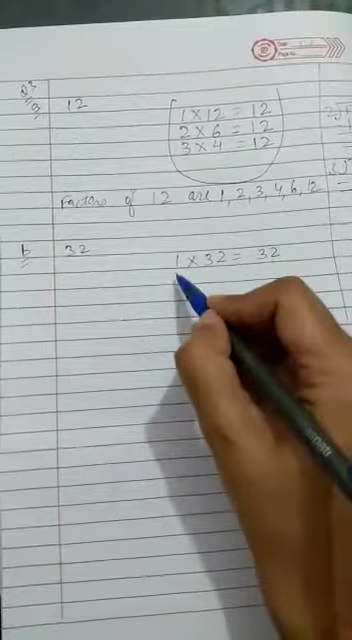 Q3
a 12
1 × 12 = 12
2 × 6 = 12
3 × 4 = 12
Factors of 12 are 1, 2, 3, 4, 6, 12
b 32
1 × 32 = 32